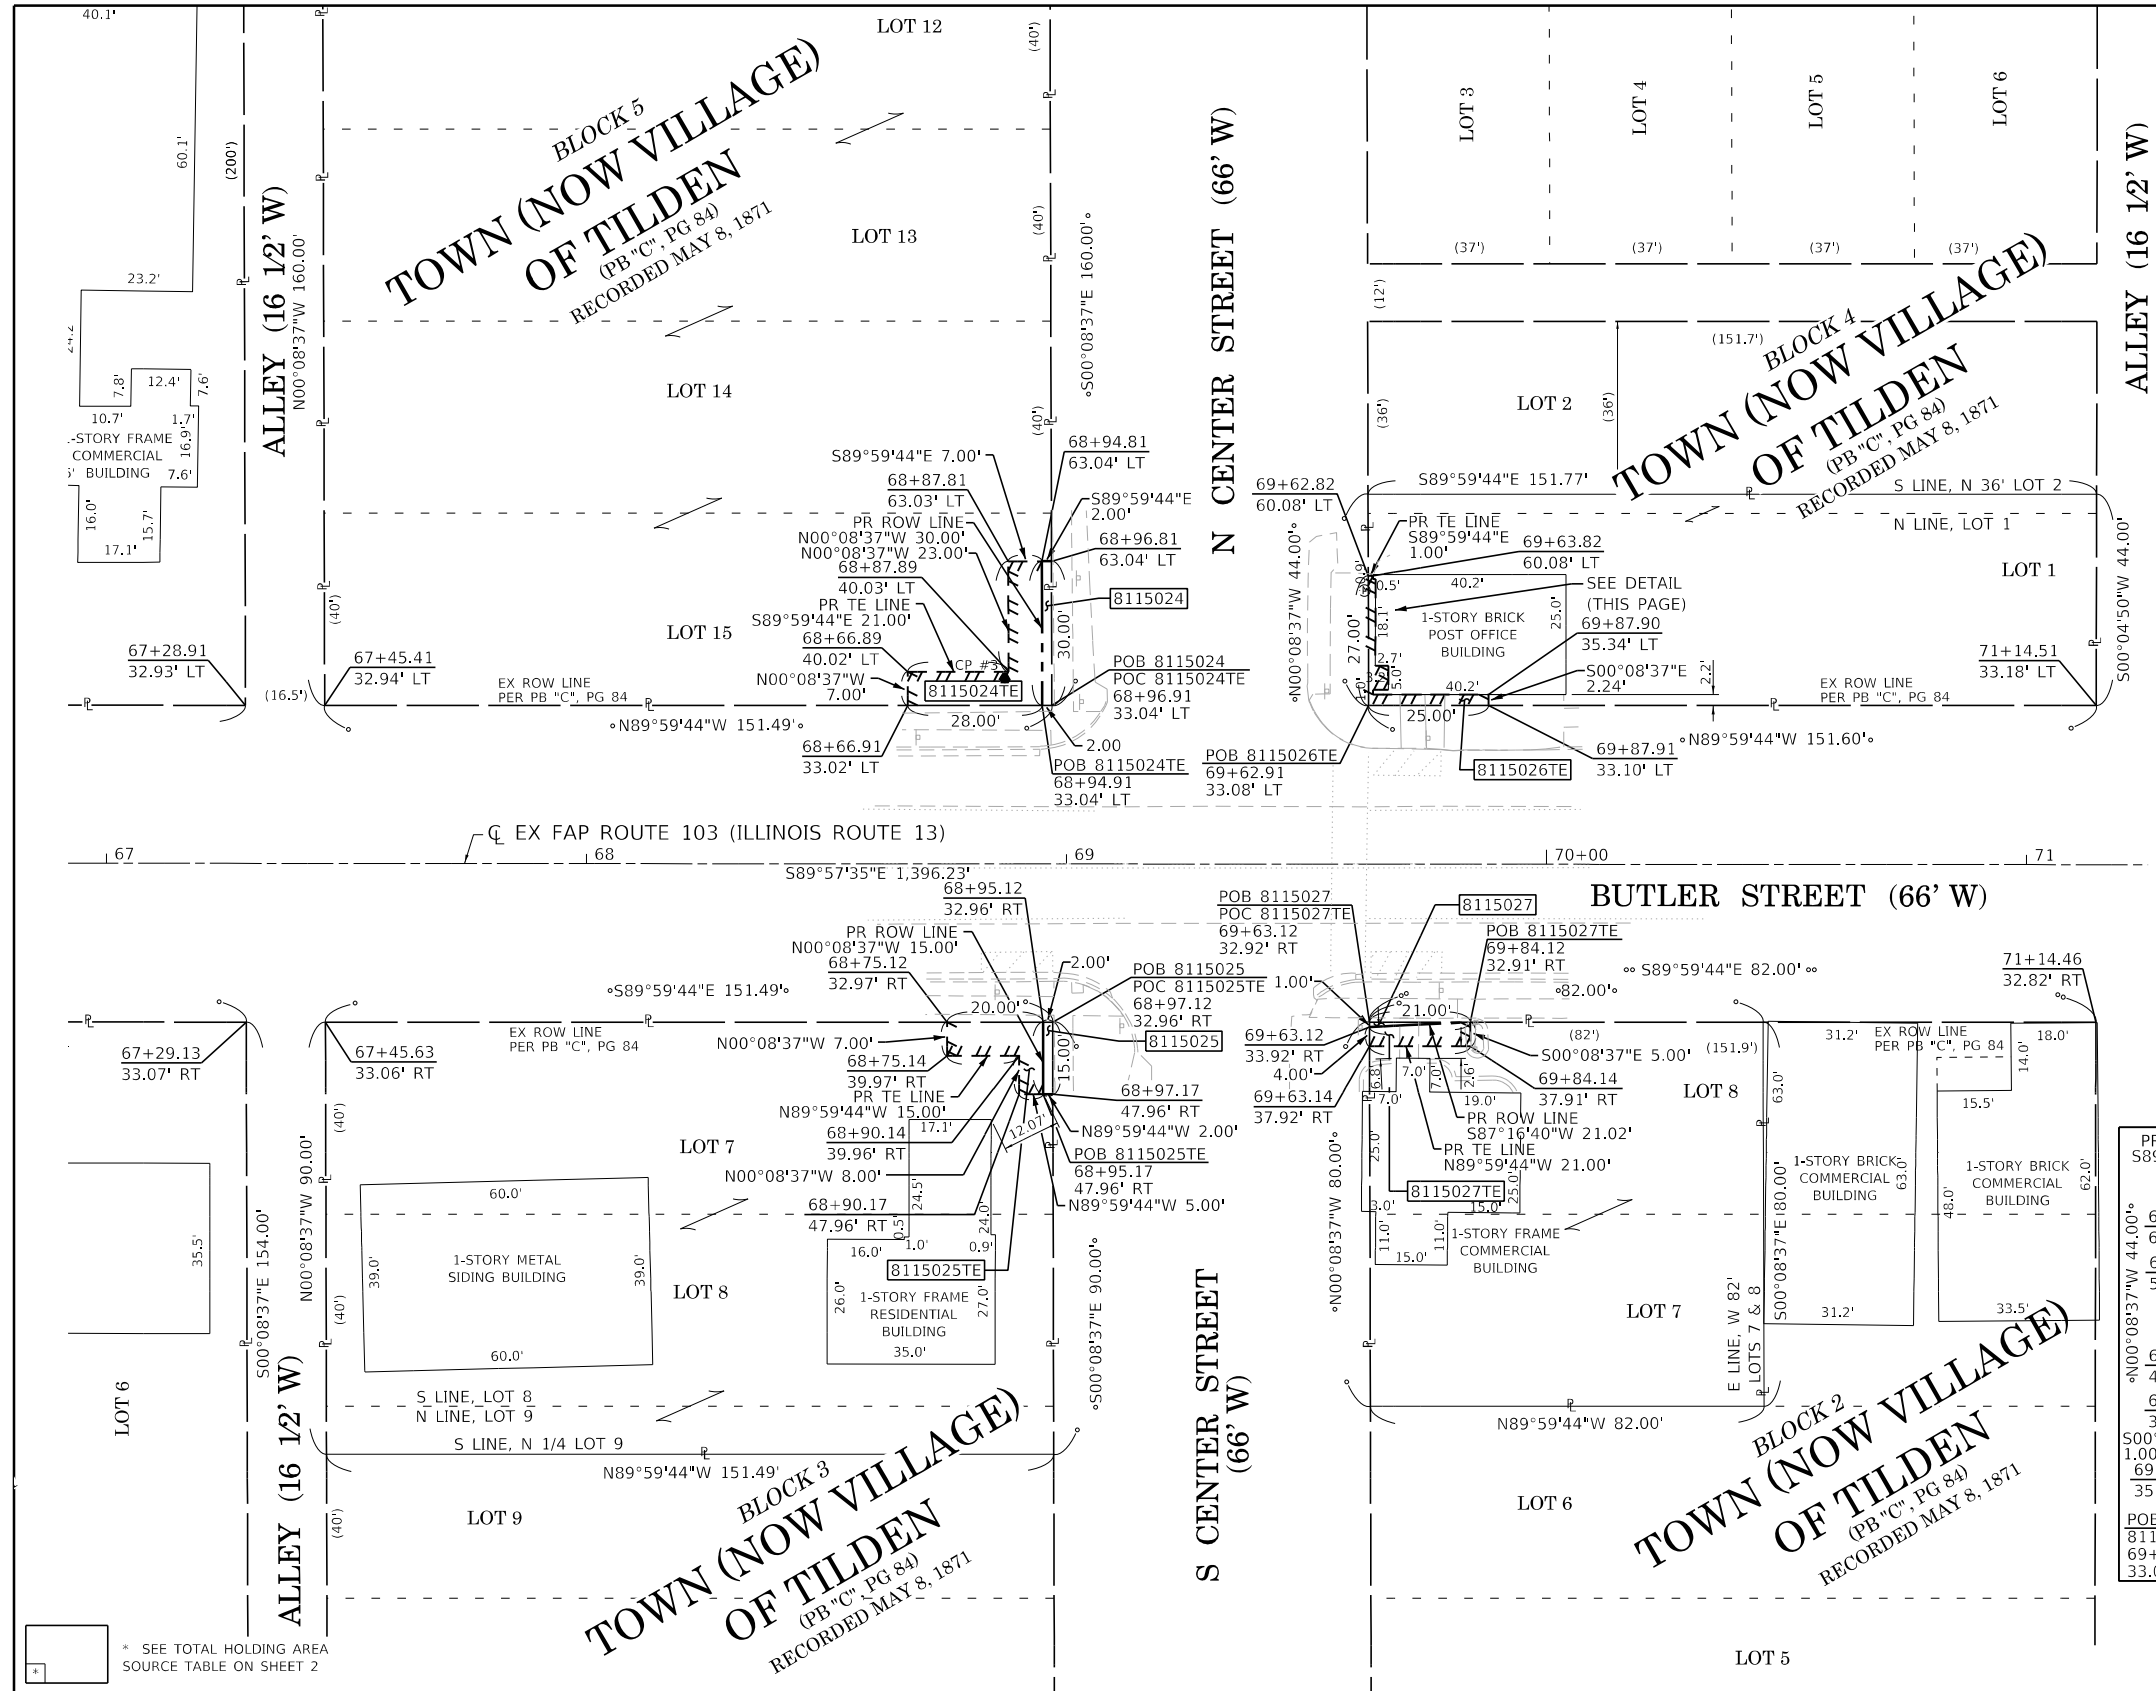 40.1'
60.1'
(200')
23.2'
24.2
7.8'
12.4'
7.6'
10.7'
1.7'
16.9'
1-STORY FRAME
COMMERCIAL
BUILDING
7.6'
16.0'
15.7'
17.1'
ALLEY (16 1/2' W)
N00°08'37"W 160.00'
LOT 12
(40')
BLOCK 5
TOWN (NOW VILLAGE)
OF TILDEN
(PB "C", PG 84)
RECORDED MAY 8, 1871
LOT 13
(40')
S00°08'37"E 160.00'
LOT 14
(40')
LOT 15
(40')
67+28.91
32.93' LT
(16.5')
67+45.41
32.94' LT
EX ROW LINE
PER PB "C", PG 84
N89°59'44"W 151.49'
S89°59'44"E 7.00'
68+87.81
63.03' LT
PR ROW LINE
N00°08'37"W 30.00'
N00°08'37"W 23.00'
68+87.89
40.03' LT
PR TE LINE
S89°59'44"E 21.00'
68+66.89
40.02' LT
N00°08'37"W
7.00'
CP #3
8115024TE
28.00'
68+66.91
33.02' LT
68+94.81
63.04' LT
S89°59'44"E
2.00'
68+96.81
63.04' LT
8115024
30.00'
POB 8115024
POC 8115024TE
68+96.91
33.04' LT
2.00
POB 8115024TE
68+94.91
33.04' LT
N CENTER STREET (66' W)
LOT 3
LOT 4
LOT 5
LOT 6
(37')
(37')
(37')
(37')
(12')
ALLEY (16 1/2' W)
BLOCK 4
TOWN (NOW VILLAGE)
OF TILDEN
(PB "C", PG 84)
RECORDED MAY 8, 1871
(151.7')
LOT 2
(36')
(36')
S89°59'44"E 151.77'
S LINE, N 36' LOT 2
N LINE, LOT 1
LOT 1
S00°04'50"W 44.00'
69+62.82
60.08' LT
N00°08'37"W 44.00'
PR TE LINE
S89°59'44"E
1.00'
69+63.82
60.08' LT
0.5'
40.2'
SEE DETAIL
(THIS PAGE)
27.00'
18.1'
1-STORY BRICK
POST OFFICE
BUILDING
25.0'
69+87.90
35.34' LT
2.7'
5.0'
40.2'
S00°08'37"E
2.24'
2.2'
25.00'
71+14.51
33.18' LT
EX ROW LINE
PER PB "C", PG 84
N89°59'44"W 151.60'
POB 8115026TE
69+62.91
33.08' LT
8115026TE
69+87.91
33.10' LT
℄ EX FAP ROUTE 103 (ILLINOIS ROUTE 13)
67
68
69
70+00
71
S89°57'35"E 1,396.23'
BUTLER STREET (66' W)
68+95.12
32.96' RT
PR ROW LINE
N00°08'37"W 15.00'
68+75.12
32.97' RT
S89°59'44"E 151.49'
20.00'
2.00'
POB 8115025
POC 8115025TE
68+97.12
32.96' RT
8115025
67+29.13
33.07' RT
67+45.63
33.06' RT
EX ROW LINE
PER PB "C", PG 84
N00°08'37"W 7.00'
68+75.14
39.97' RT
PR TE LINE
N89°59'44"W 15.00'
68+90.14
39.96' RT
N00°08'37"W 8.00'
68+90.17
47.96' RT
15.00'
68+97.17
47.96' RT
N89°59'44"W 2.00'
POB 8115025TE
68+95.17
47.96' RT
N89°59'44"W 5.00'
12.07'
17.1'
24.5'
24.0'
0.5'
1.0'
0.9'
16.0'
8115025TE
26.0'
1-STORY FRAME
RESIDENTIAL
BUILDING
27.0'
35.0'
LOT 7
60.0'
39.0'
1-STORY METAL
SIDING BUILDING
39.0'
60.0'
LOT 8
35.5'
LOT 6
S00°08'37"E 154.00'
N00°08'37"W 90.00'
(40')
(40')
(40')
ALLEY (16 1/2' W)
S LINE, LOT 8
N LINE, LOT 9
S LINE, N 1/4 LOT 9
N89°59'44"W 151.49'
LOT 9
BLOCK 3
TOWN (NOW VILLAGE)
OF TILDEN
(PB "C", PG 84)
RECORDED MAY 8, 1871
S00°08'37"E 90.00'
S CENTER STREET
(66' W)
POB 8115027
POC 8115027TE
69+63.12
32.92' RT
8115027
POB 8115027TE
69+84.12
32.91' RT
1.00'
21.00'
S89°59'44"E 82.00'
82.00'
71+14.46
32.82' RT
69+63.12
33.92' RT
4.00'
69+63.14
37.92' RT
(82')
(151.9')
S00°08'37"E 5.00'
69+84.14
37.91' RT
6.8'
7.0'
7.0'
7.0'
2.6'
19.0'
PR ROW LINE
S87°16'40"W 21.02'
PR TE LINE
N89°59'44"W 21.00'
8115027TE
25.0'
25.0'
3.0'
15.0'
11.0'
11.0'
15.0'
1-STORY FRAME
COMMERCIAL
BUILDING
N00°08'37"W 80.00'
LOT 8
31.2'
EX ROW LINE
PER PB "C", PG 84
18.0'
14.0'
15.5'
63.0'
1-STORY BRICK
COMMERCIAL
BUILDING
63.0'
31.2'
1-STORY BRICK
COMMERCIAL
BUILDING
48.0'
62.0'
33.5'
LOT 7
E LINE, W 82'
LOTS 7 & 8
S00°08'37"E 80.00'
N89°59'44"W 82.00'
LOT 6
BLOCK 2
TOWN (NOW VILLAGE)
OF TILDEN
(PB "C", PG 84)
RECORDED MAY 8, 1871
LOT 5
N00°08'37"W 44.00'
1.00
* SEE TOTAL HOLDING AREA
SOURCE TABLE ON SHEET 2
*